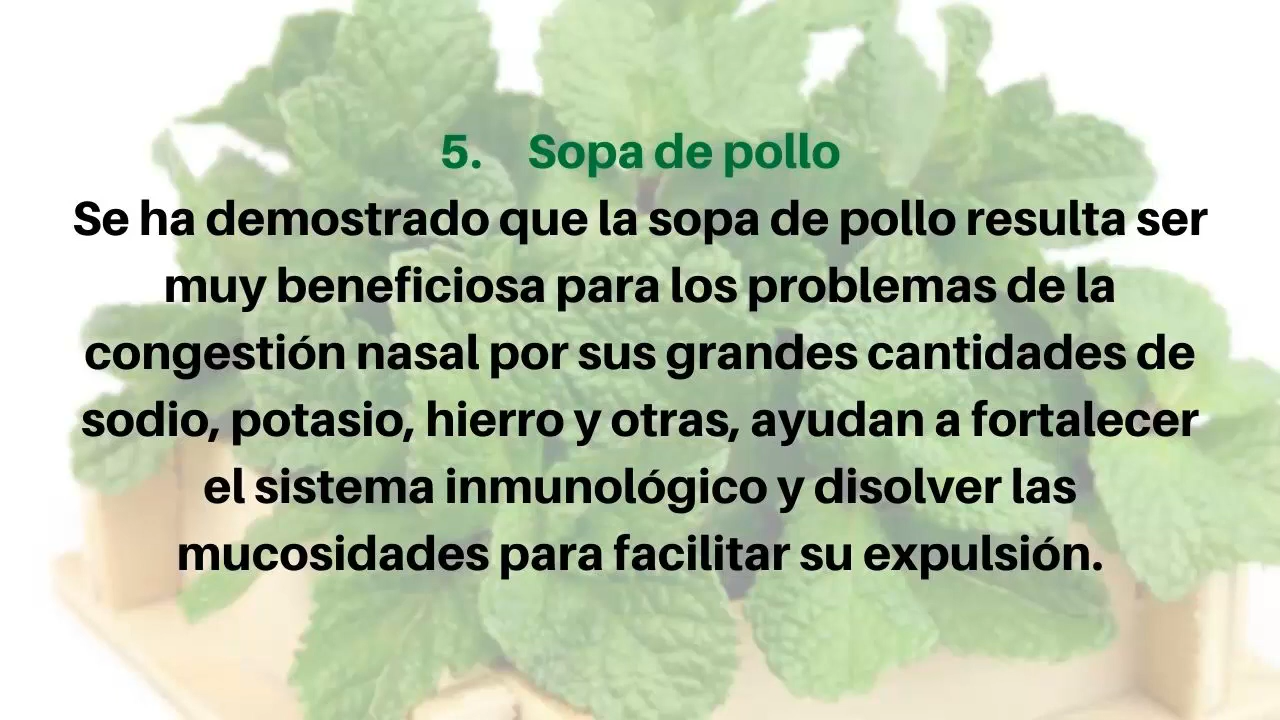 5. Sopa de pollo
Se ha demostrado que la sopa de pollo resulta ser
muy beneficiosa para los problemas de la
congestión nasal por sus grandes cantidades de
sodio, potasio, hierro y otras, ayudan a fortalecer
el sistema inmunológico y disolver las
mucosidades para facilitar su expulsión.